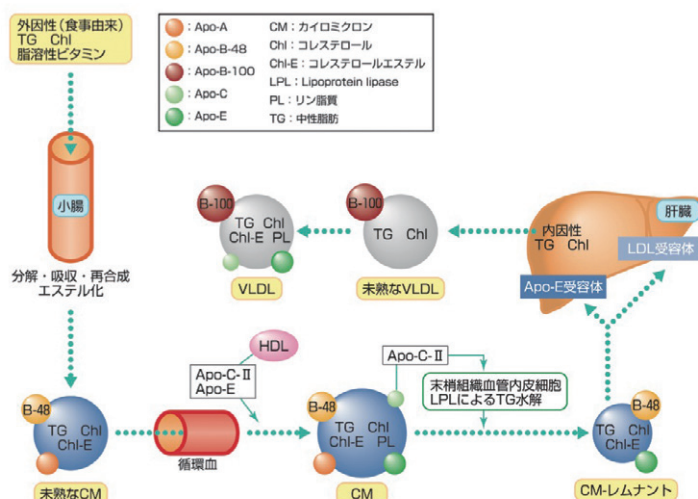 外因性(食事由来)
TG Chl
脂溶性ビタミン
:Apo-A
:Apo-B-48
:Apo-B-100
:Apo-C
:Apo-E
CM:カイロミクロン
Chl:コレステロール
Chl-E:コレステロールエステル
LPL:Lipoprotein lipase
PL:リン脂質
TG:中性脂肪
小腸
分解・吸収・再合成
エステル化
B-100
TG Chl
Chl-E PL
VLDL
B-100
TG Chl
未熟なVLDL
内因性
TG Chl
肝臓
LDL受容体
Apo-E受容体
B-48
TG Chl
Chl-E
未熟なCM
循環血
HDL
Apo-C-Ⅱ
Apo-E
B-48
TG Chl
Chl-E PL
CM
Apo-C-Ⅱ
末梢組織血管内皮細胞
LPLによるTG水解
B-48
TG Chl
Chl-E
CM-レムナント